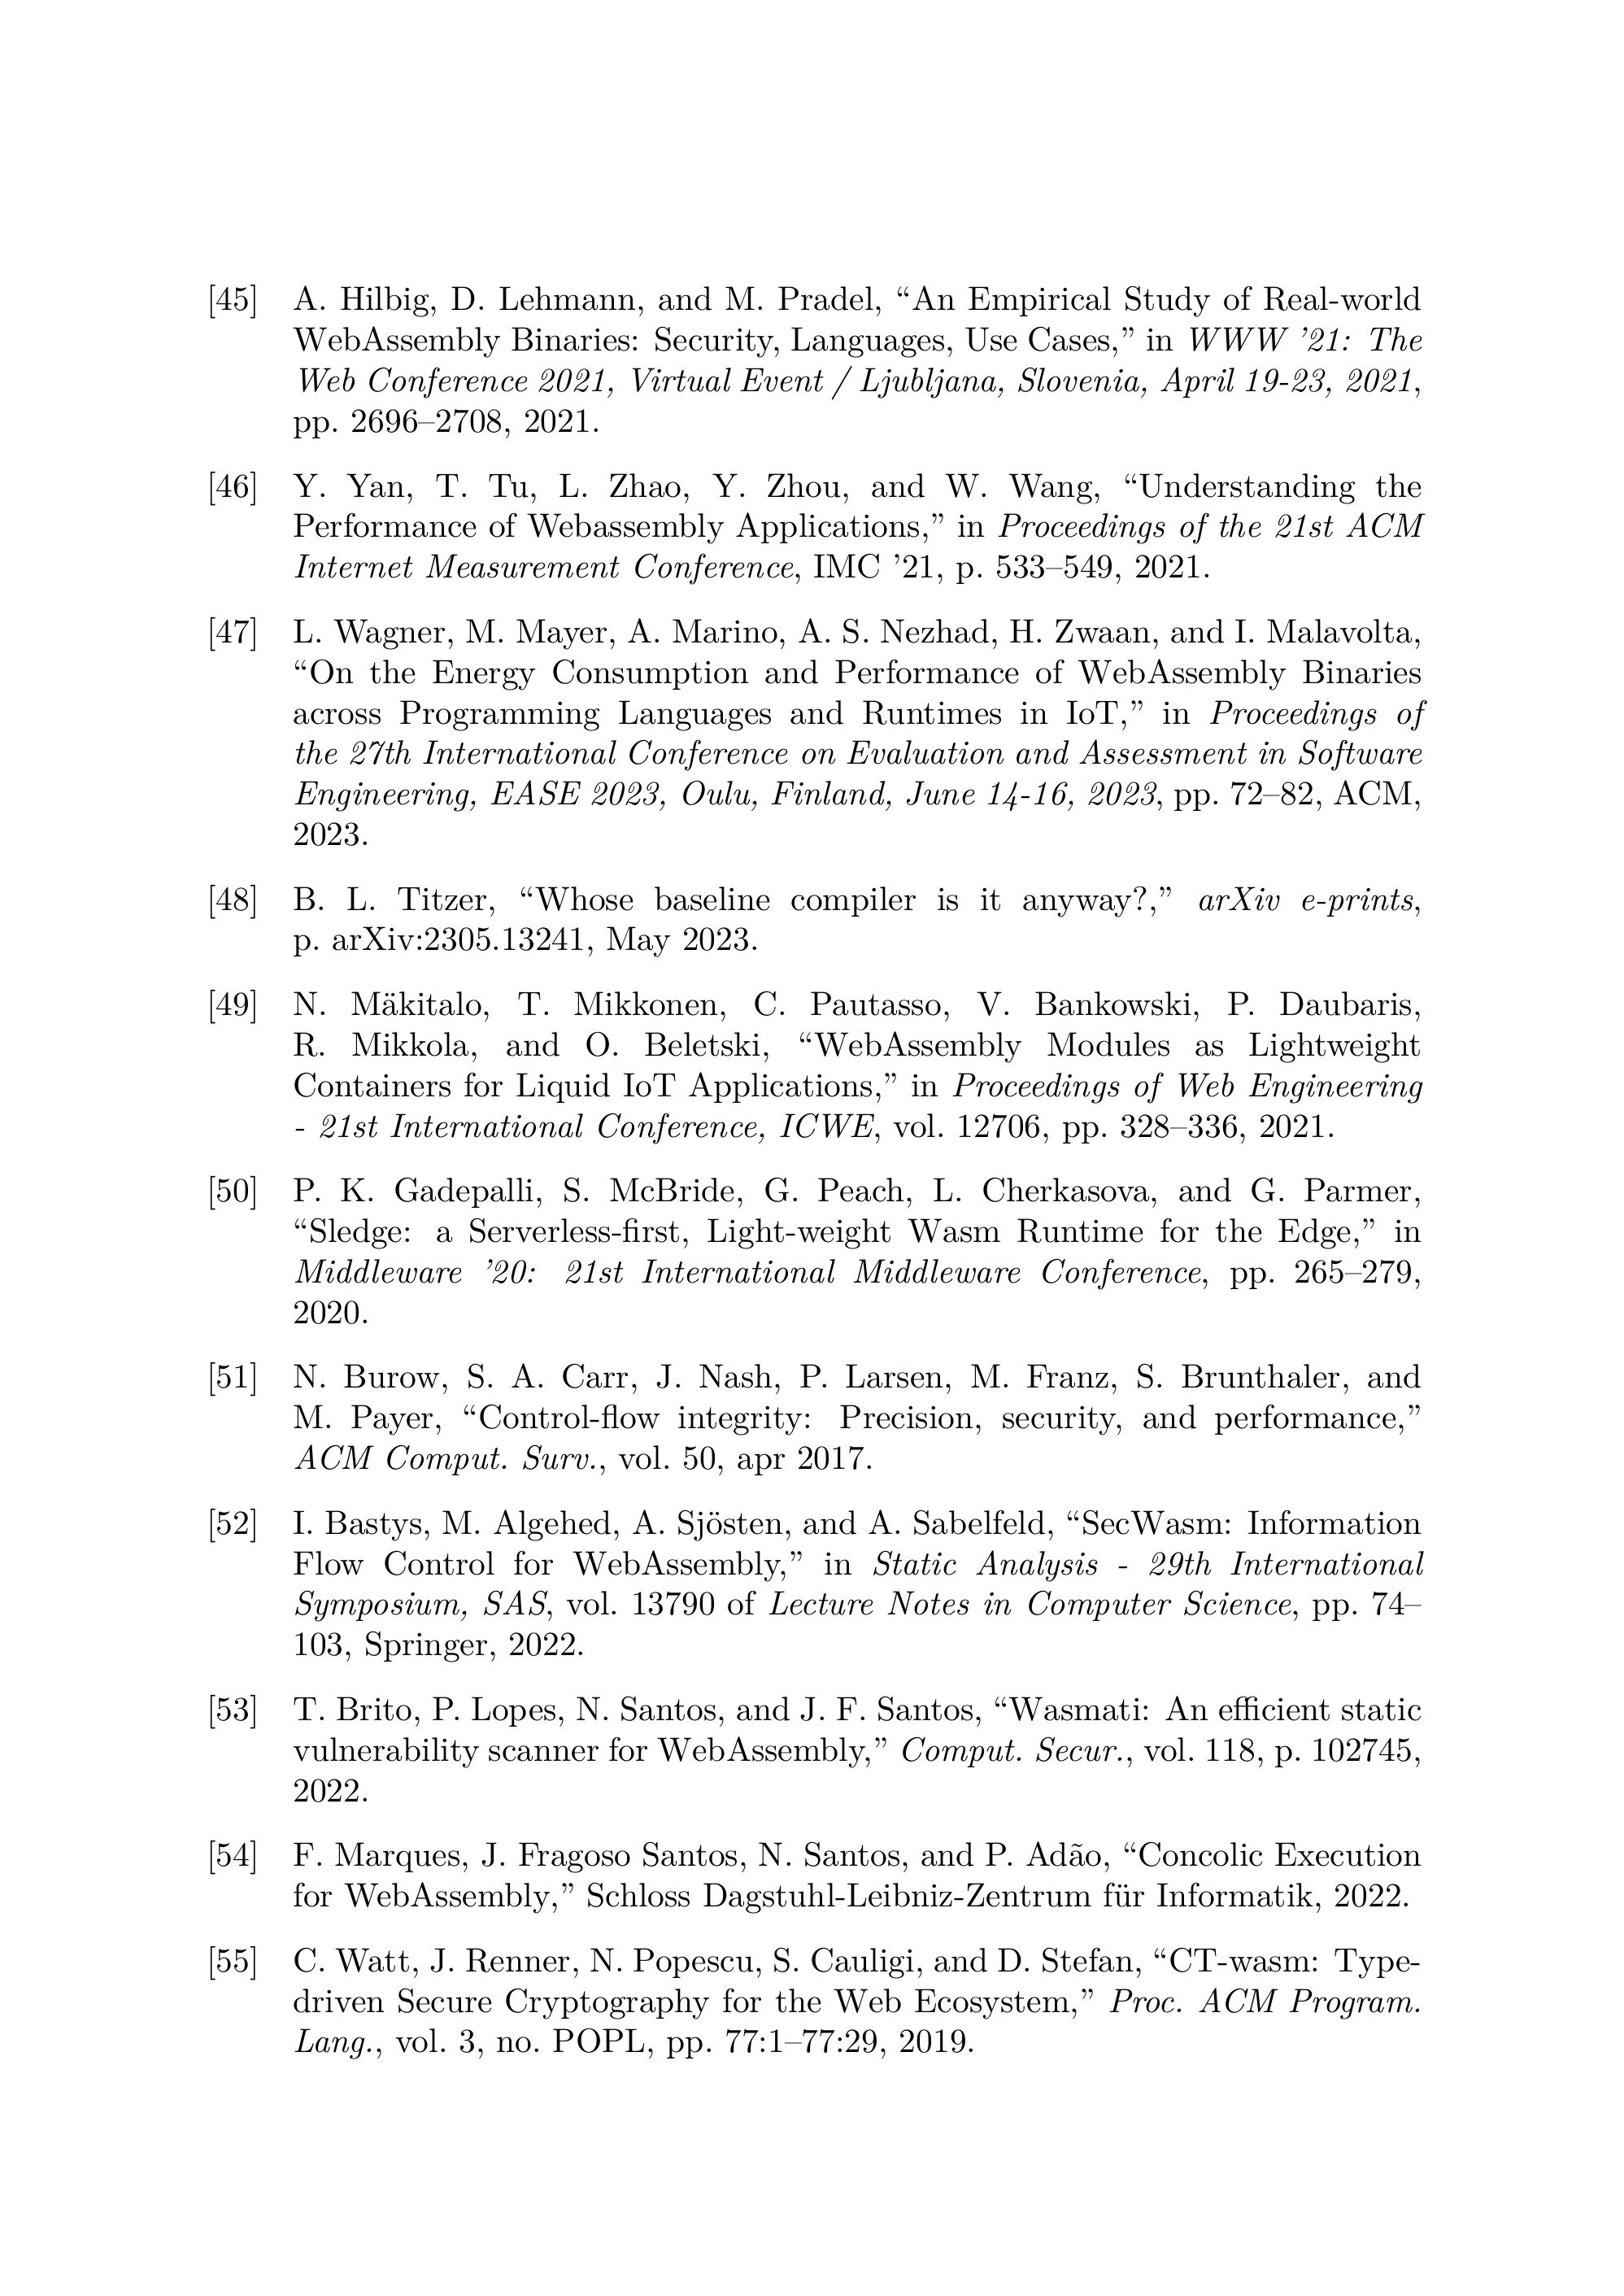 [45] A. Hilbig, D. Lehmann, and M. Pradel, “An Empirical Study of Real-world
WebAssembly Binaries: Security, Languages, Use Cases,” in WWW ’21: The
Web Conference 2021, Virtual Event / Ljubljana, Slovenia, April 19-23, 2021,
pp. 2696–2708, 2021.
[46] Y. Yan, T. Tu, L. Zhao, Y. Zhou, and W. Wang, “Understanding the
Performance of Webassembly Applications,” in Proceedings of the 21st ACM
Internet Measurement Conference, IMC ’21, p. 533–549, 2021.
[47] L. Wagner, M. Mayer, A. Marino, A. S. Nezhad, H. Zwaan, and I. Malavolta,
“On the Energy Consumption and Performance of WebAssembly Binaries
across Programming Languages and Runtimes in IoT,” in Proceedings of
the 27th International Conference on Evaluation and Assessment in Software
Engineering, EASE 2023, Oulu, Finland, June 14-16, 2023, pp. 72–82, ACM,
2023.
[48] B. L. Titzer, “Whose baseline compiler is it anyway?,” arXiv e-prints,
p. arXiv:2305.13241, May 2023.
[49] N. Mäkitalo, T. Mikkonen, C. Pautasso, V. Bankowski, P. Daubaris,
R. Mikkola, and O. Beletski, “WebAssembly Modules as Lightweight
Containers for Liquid IoT Applications,” in Proceedings of Web Engineering
- 21st International Conference, ICWE, vol. 12706, pp. 328–336, 2021.
[50] P. K. Gadepalli, S. McBride, G. Peach, L. Cherkasova, and G. Parmer,
“Sledge: a Serverless-first, Light-weight Wasm Runtime for the Edge,” in
Middleware ’20: 21st International Middleware Conference, pp. 265–279,
2020.
[51] N. Burow, S. A. Carr, J. Nash, P. Larsen, M. Franz, S. Brunthaler, and
M. Payer, “Control-flow integrity: Precision, security, and performance,”
ACM Comput. Surv., vol. 50, apr 2017.
[52] I. Bastys, M. Algehed, A. Sjösten, and A. Sabelfeld, “SecWasm: Information
Flow Control for WebAssembly,” in Static Analysis - 29th International
Symposium, SAS, vol. 13790 of Lecture Notes in Computer Science, pp. 74–
103, Springer, 2022.
[53] T. Brito, P. Lopes, N. Santos, and J. F. Santos, “Wasmati: An efficient static
vulnerability scanner for WebAssembly,” Comput. Secur., vol. 118, p. 102745,
2022.
[54] F. Marques, J. Fragoso Santos, N. Santos, and P. Adão, “Concolic Execution
for WebAssembly,” Schloss Dagstuhl-Leibniz-Zentrum für Informatik, 2022.
[55] C. Watt, J. Renner, N. Popescu, S. Cauligi, and D. Stefan, “CT-wasm: Type-
driven Secure Cryptography for the Web Ecosystem,” Proc. ACM Program.
Lang., vol. 3, no. POPL, pp. 77:1–77:29, 2019.